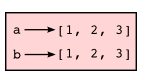 a [1, 2, 3]
b [1, 2, 3]